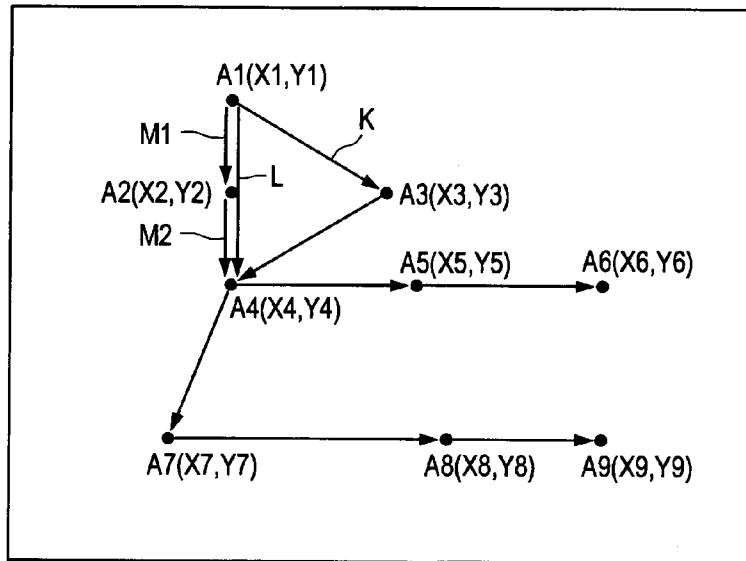 A1(X1,Y1)
K
M1
L
A2(X2,Y2)
A3(X3,Y3)
M2
A5(X5,Y5)
A6(X6,Y6)
A4(X4,Y4)
A7(X7,Y7)
A8(X8,Y8)
A9(X9,Y9)